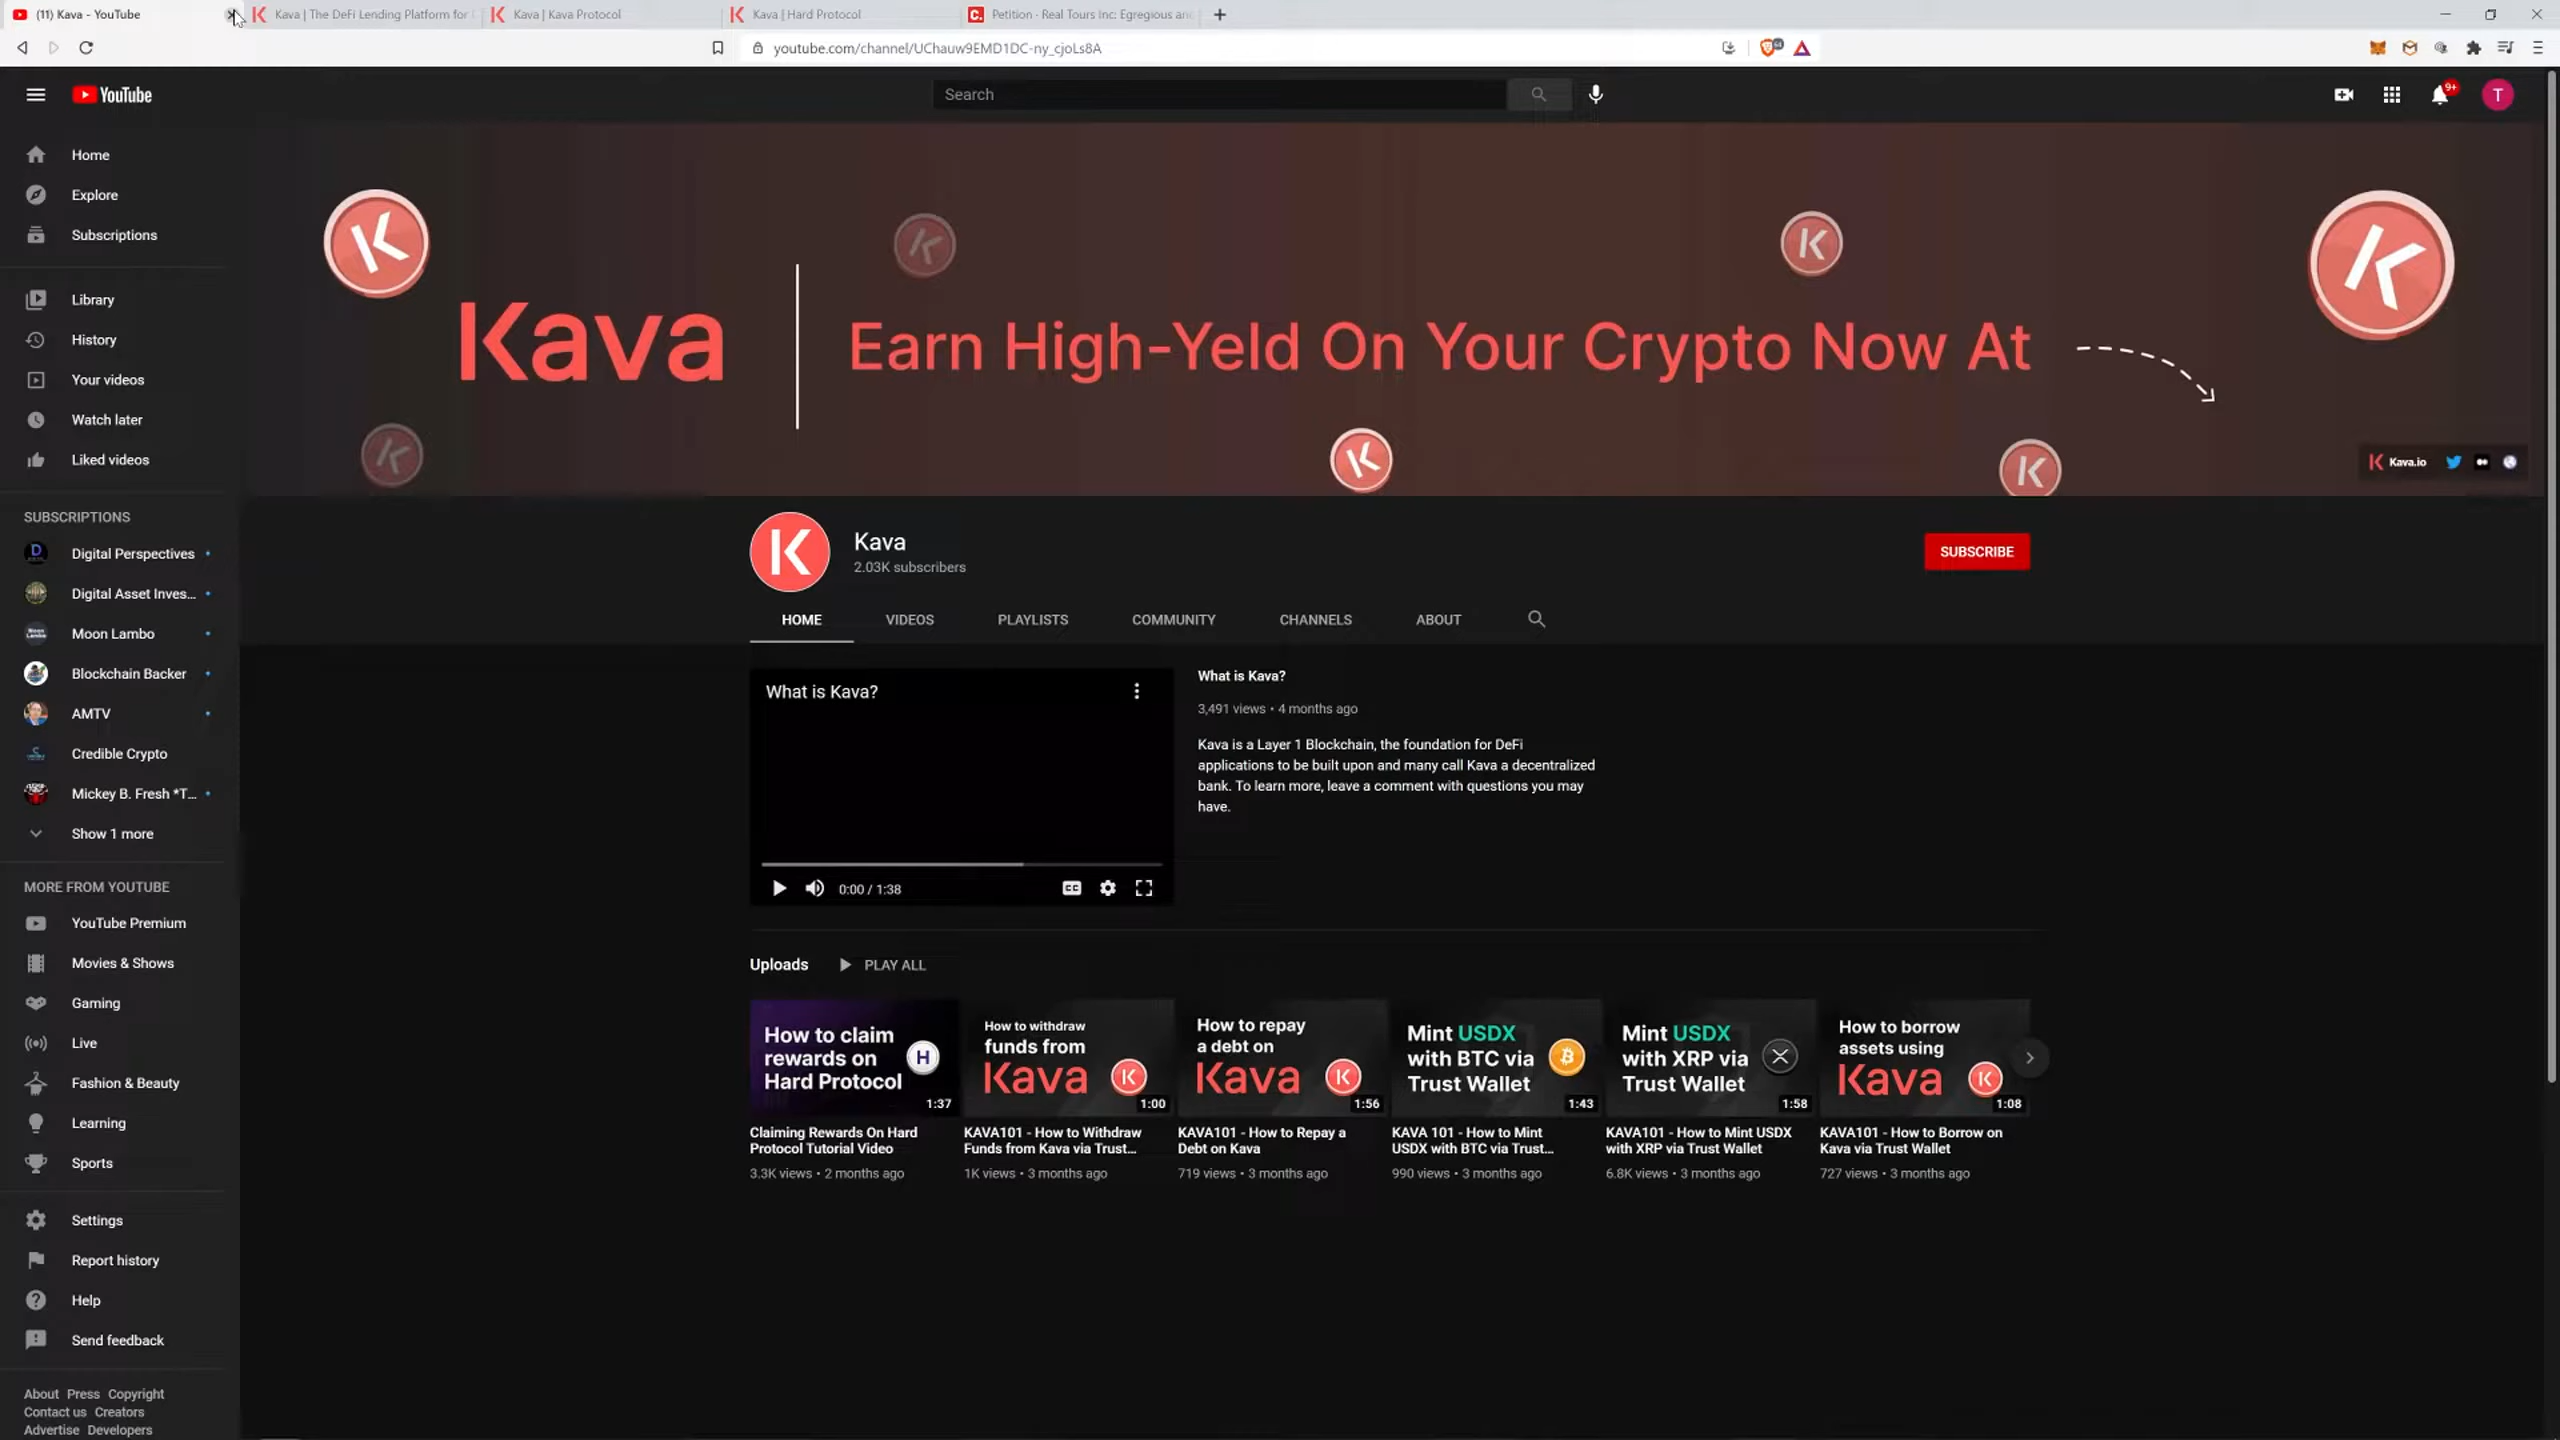 (11) Kava - YouTube
Kava | The DeFi Lending Platform for
Kava | Kava Protocol
Kava | Hard Protocol
Petition · Real Tours Inc: Egregious and
youtube.com/channel/UChauw9EMD1DC-ny_cjoLs8A
YouTube
Search
9+
T
Home
Explore
Subscriptions
Library
History
Your videos
Watch later
Liked videos
SUBSCRIPTIONS
Digital Perspectives
Digital Asset Inves...
Moon Lambo
Blockchain Backer
AMTV
Credible Crypto
Mickey B. Fresh *T...
Show 1 more
MORE FROM YOUTUBE
YouTube Premium
Movies & Shows
Gaming
Live
Fashion & Beauty
Learning
Sports
Settings
Report history
Help
Send feedback
About Press Copyright
Contact us Creators
Advertise Developers
Kava
Earn High-Yeld On Your Crypto Now At
Kava.io
Kava
2.03K subscribers
SUBSCRIBE
HOME
VIDEOS
PLAYLISTS
COMMUNITY
CHANNELS
ABOUT
What is Kava?
0:00 / 1:38
What is Kava?
3,491 views • 4 months ago
Kava is a Layer 1 Blockchain, the foundation for DeFi
applications to be built upon and many call Kava a decentralized
bank. To learn more, leave a comment with questions you may
have.
Uploads
PLAY ALL
How to claim
rewards on
Hard Protocol
H
1:37
Claiming Rewards On Hard
Protocol Tutorial Video
3.3K views • 2 months ago
How to withdraw
funds from
Kava
1:00
KAVA101 - How to Withdraw
Funds from Kava via Trust...
1K views • 3 months ago
How to repay
a debt on
Kava
1:56
KAVA101 - How to Repay a
Debt on Kava
719 views • 3 months ago
Mint USDX
with BTC via
Trust Wallet
1:43
KAVA 101 - How to Mint
USDX with BTC via Trust...
990 views • 3 months ago
Mint USDX
with XRP via
Trust Wallet
1:58
KAVA101 - How to Mint USDX
with XRP via Trust Wallet
6.8K views • 3 months ago
How to borrow
assets using
Kava
1:08
KAVA101 - How to Borrow on
Kava via Trust Wallet
727 views • 3 months ago